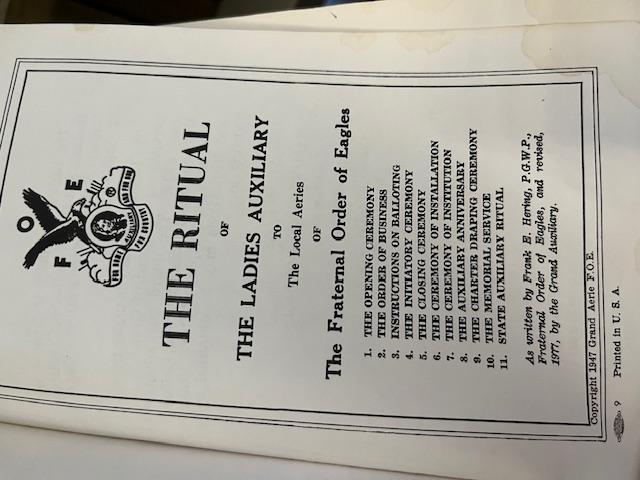 F O E
THE RITUAL
OF
THE LADIES AUXILIARY
TO
The Local Aeries
OF
The Fraternal Order of Eagles
1. THE OPENING CEREMONY
2. THE ORDER OF BUSINESS
3. INSTRUCTIONS ON BALLOTING
4. THE INITIATORY CEREMONY
5. THE CLOSING CEREMONY
6. THE CEREMONY OF INSTALLATION
7. THE CEREMONY OF INSTITUTION
8. THE AUXILIARY ANNIVERSARY
9. THE CHARTER DRAPING CEREMONY
10. THE MEMORIAL SERVICE
11. STATE AUXILIARY RITUAL
As written by Frank E. Hering, P.G.W.P.,
Fraternal Order of Eagles, and revised,
1977, by the Grand Auxiliary.
Copyright 1947 Grand Aerie F.O.E.
9 Printed in U. S. A.